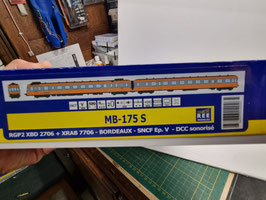 MB-175 S
REE
RGP2 XBD 2706 + XRAB 7706 - BORDEAUX - SNCF Ep. V - DCC sonorisé